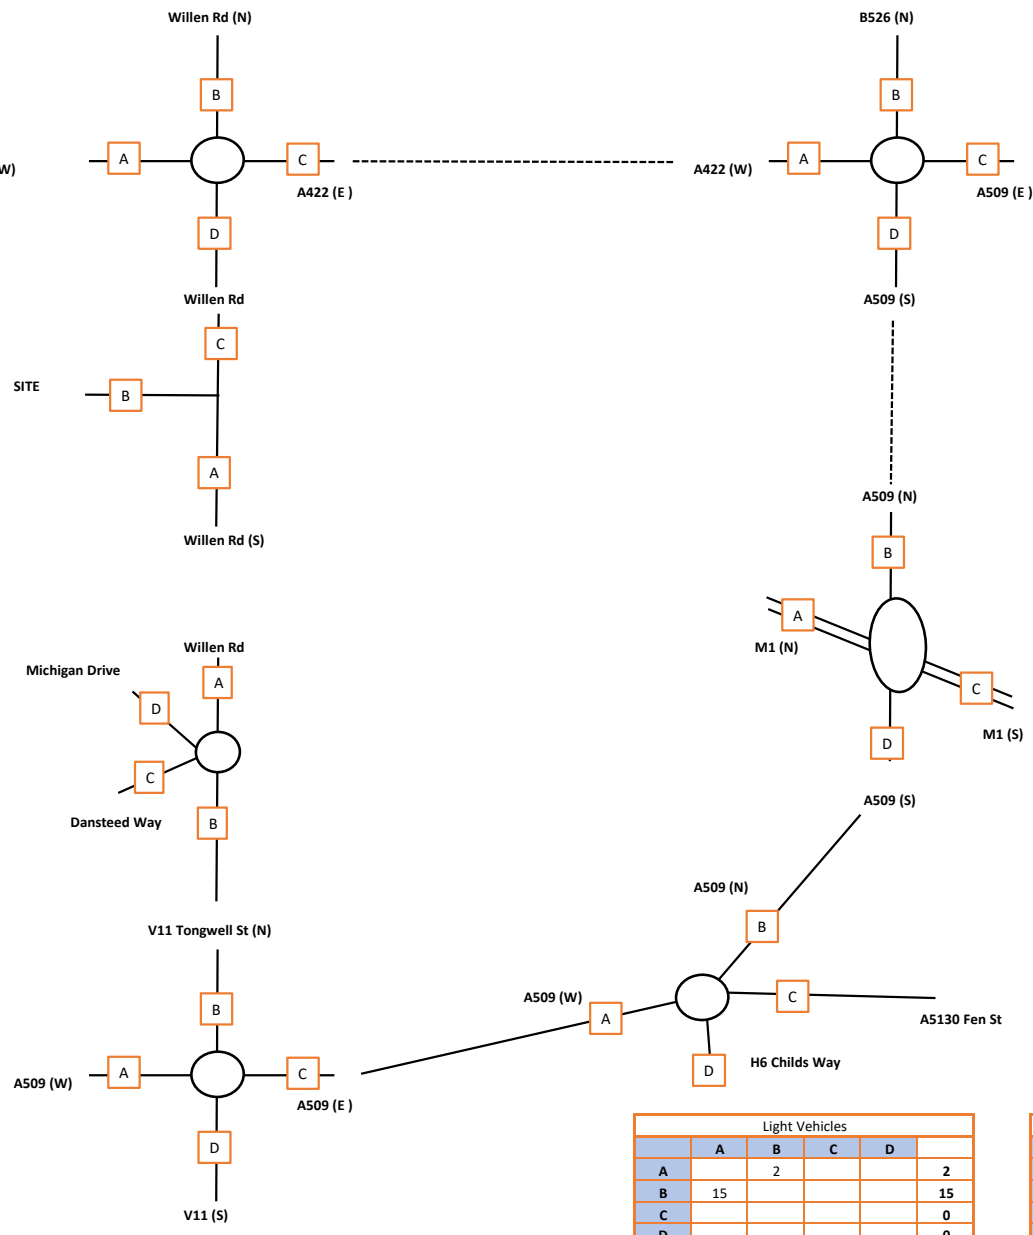 Willen Rd (N)
B526 (N)
B
B
W)
A
C
A422 (W)
A
C
A422 (E )
A509 (E )
D
D
Willen Rd
A509 (S)
C
SITE
B
A
A509 (N)
Willen Rd (S)
B
A
M1 (N)
Willen Rd
Michigan Drive
A
C
D
M1 (S)
D
C
A509 (S)
Dansteed Way
B
A509 (N)
B
V11 Tongwell St (N)
A509 (W)
C
B
A
A5130 Fen St
H6 Childs Way
D
A509 (W)
A
C
A509 (E )
D
V11 (S)
Light Vehicles
A B C D
A 2 2
B 15 15
C 0
D 0